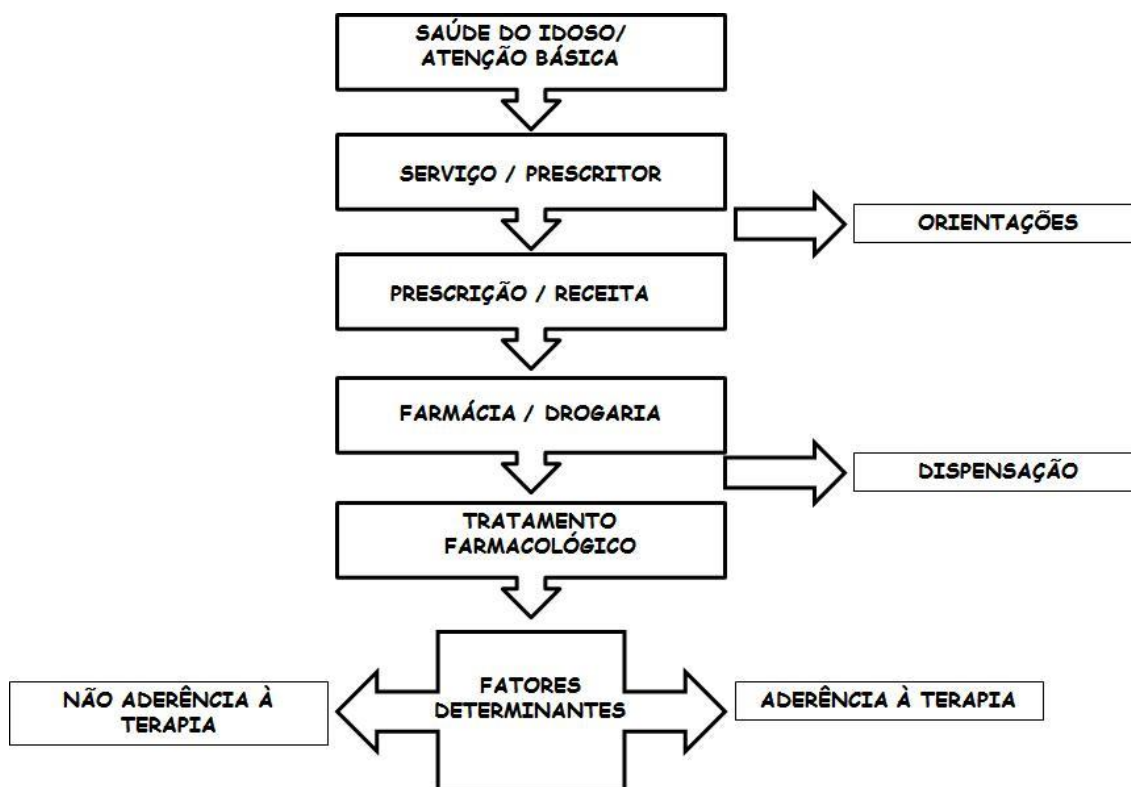 SAÚDE DO IDOSO/
ATENÇÃO BÁSICA
SERVIÇO / PRESCRITOR
ORIENTAÇÕES
PRESCRIÇÃO / RECEITA
FARMÁCIA / DROGARIA
DISPENSAÇÃO
TRATAMENTO
FARMACOLÓGICO
NÃO ADERÊNCIA À
TERAPIA
FATORES
DETERMINANTES
ADERÊNCIA À TERAPIA